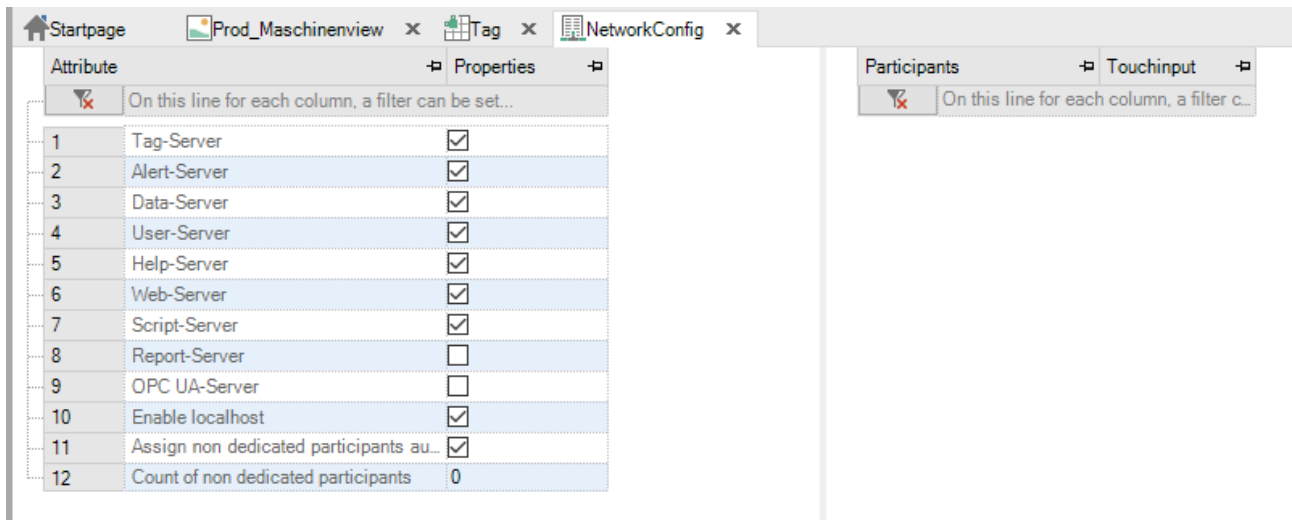 Startpage Prod_Maschinenview x Tag x NetworkConfig x
Attribute Properties
On this line for each column, a filter can be set...
1 Tag-Server
2 Alert-Server
3 Data-Server
4 User-Server
5 Help-Server
6 Web-Server
7 Script-Server
8 Report-Server
9 OPC UA-Server
10 Enable localhost
11 Assign non dedicated participants au...
12 Count of non dedicated participants 0
Participants Touchinput
On this line for each column, a filter c...